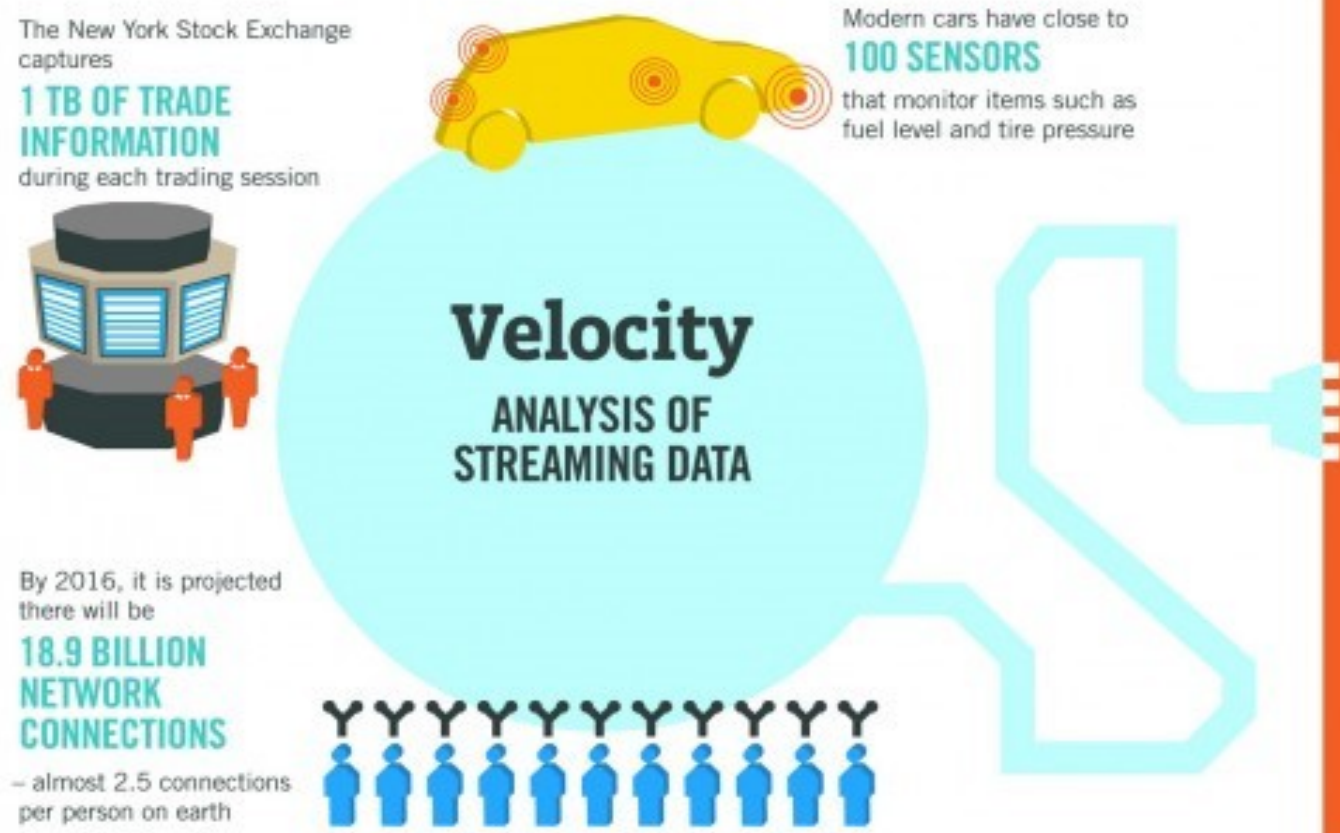 The New York Stock Exchange
captures
1 TB OF TRADE
INFORMATION
during each trading session
Modern cars have close to
100 SENSORS
that monitor items such as
fuel level and tire pressure
Velocity
ANALYSIS OF
STREAMING DATA
By 2016, it is projected
there will be
18.9 BILLION
NETWORK
CONNECTIONS
– almost 2.5 connections
per person on earth